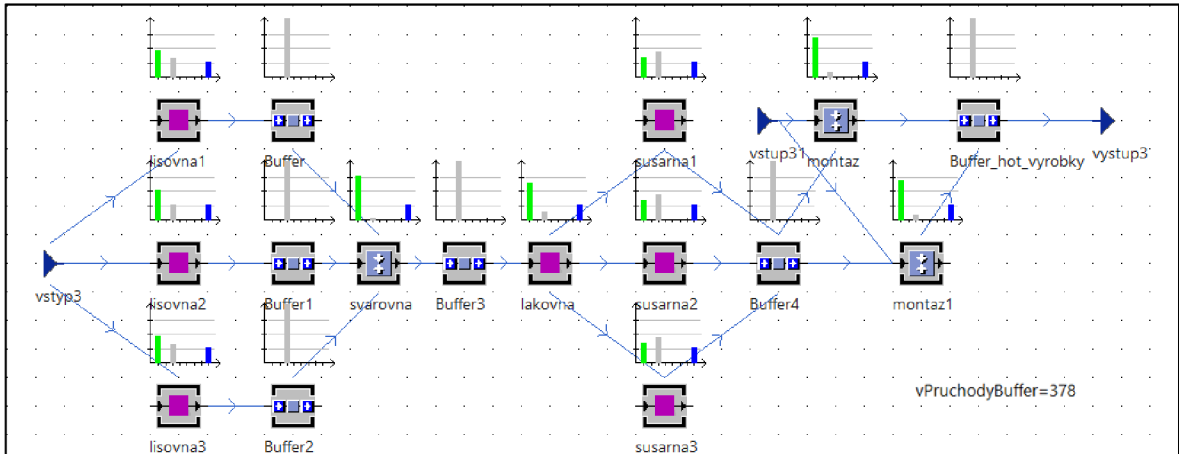 lisovna1
Buffer
susarna1
vstup31
montaz
Buffer_hot_vyrobky
vystup3
vstyp3
lisovna2
Buffer1
svarovna
Buffer3
lakovna
susarna2
Buffer4
montaz1
vPruchodyBuffer=378
lisovna3
Buffer2
susarna3